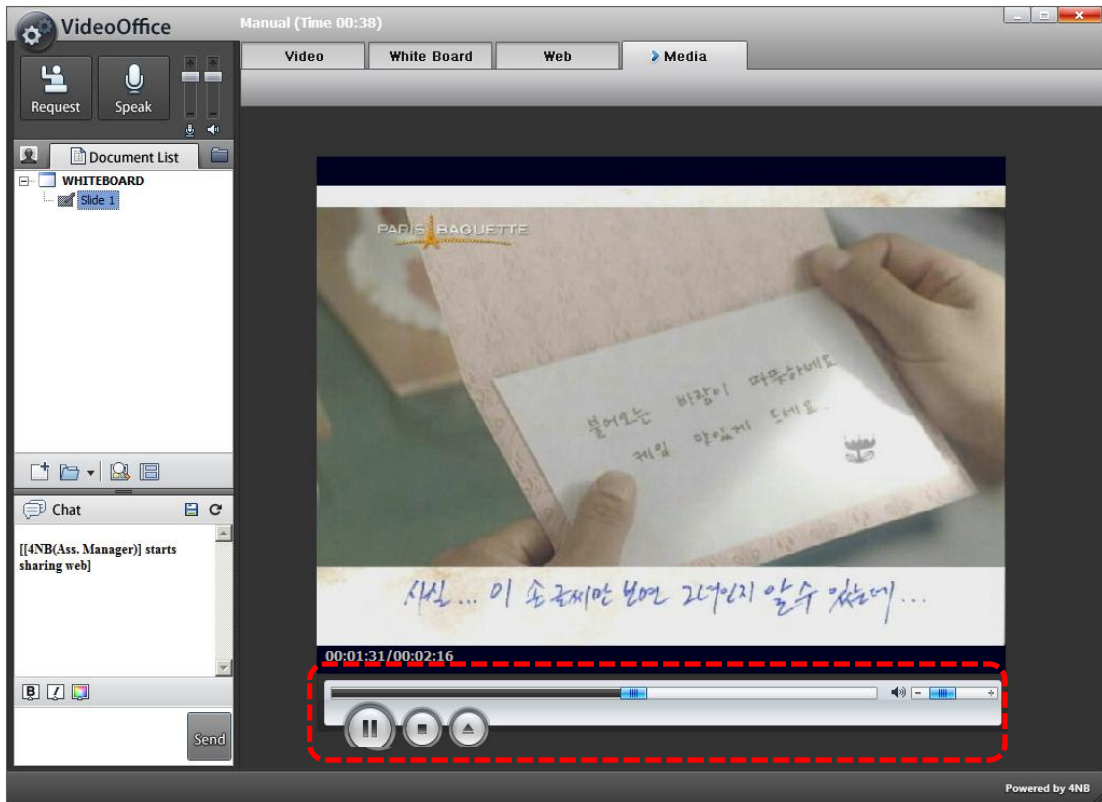 VideoOffice
Manual (Time 00:38)
Video
White Board
Web
Media
Request
Speak
Document List
WHITEBOARD
Slide 1
PARIS BAGUETTE
불어오는 바람이 따뜻하네요
케익 맛있게 드세요.
사실... 이 손글씨만 보면 그녀인지 알 수 있는데...
00:01:31/00:02:16
Chat
[[4NB(Ass. Manager)] starts
sharing web]
B
I
Send
Powered by 4NB